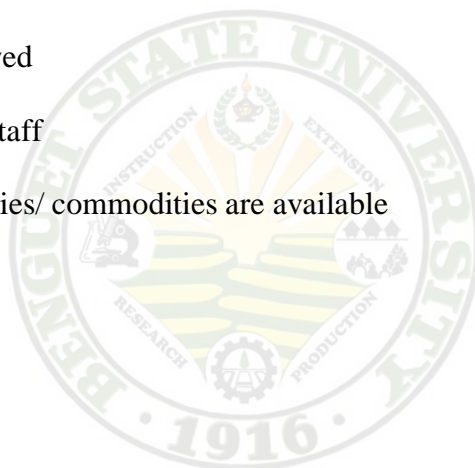 ved
taff
ies/ commodities are available
BENGUET STATE UNIVERSITY
INSTRUCTION
EXTENSION
RESEARCH
PRODUCTION
· 1916 ·